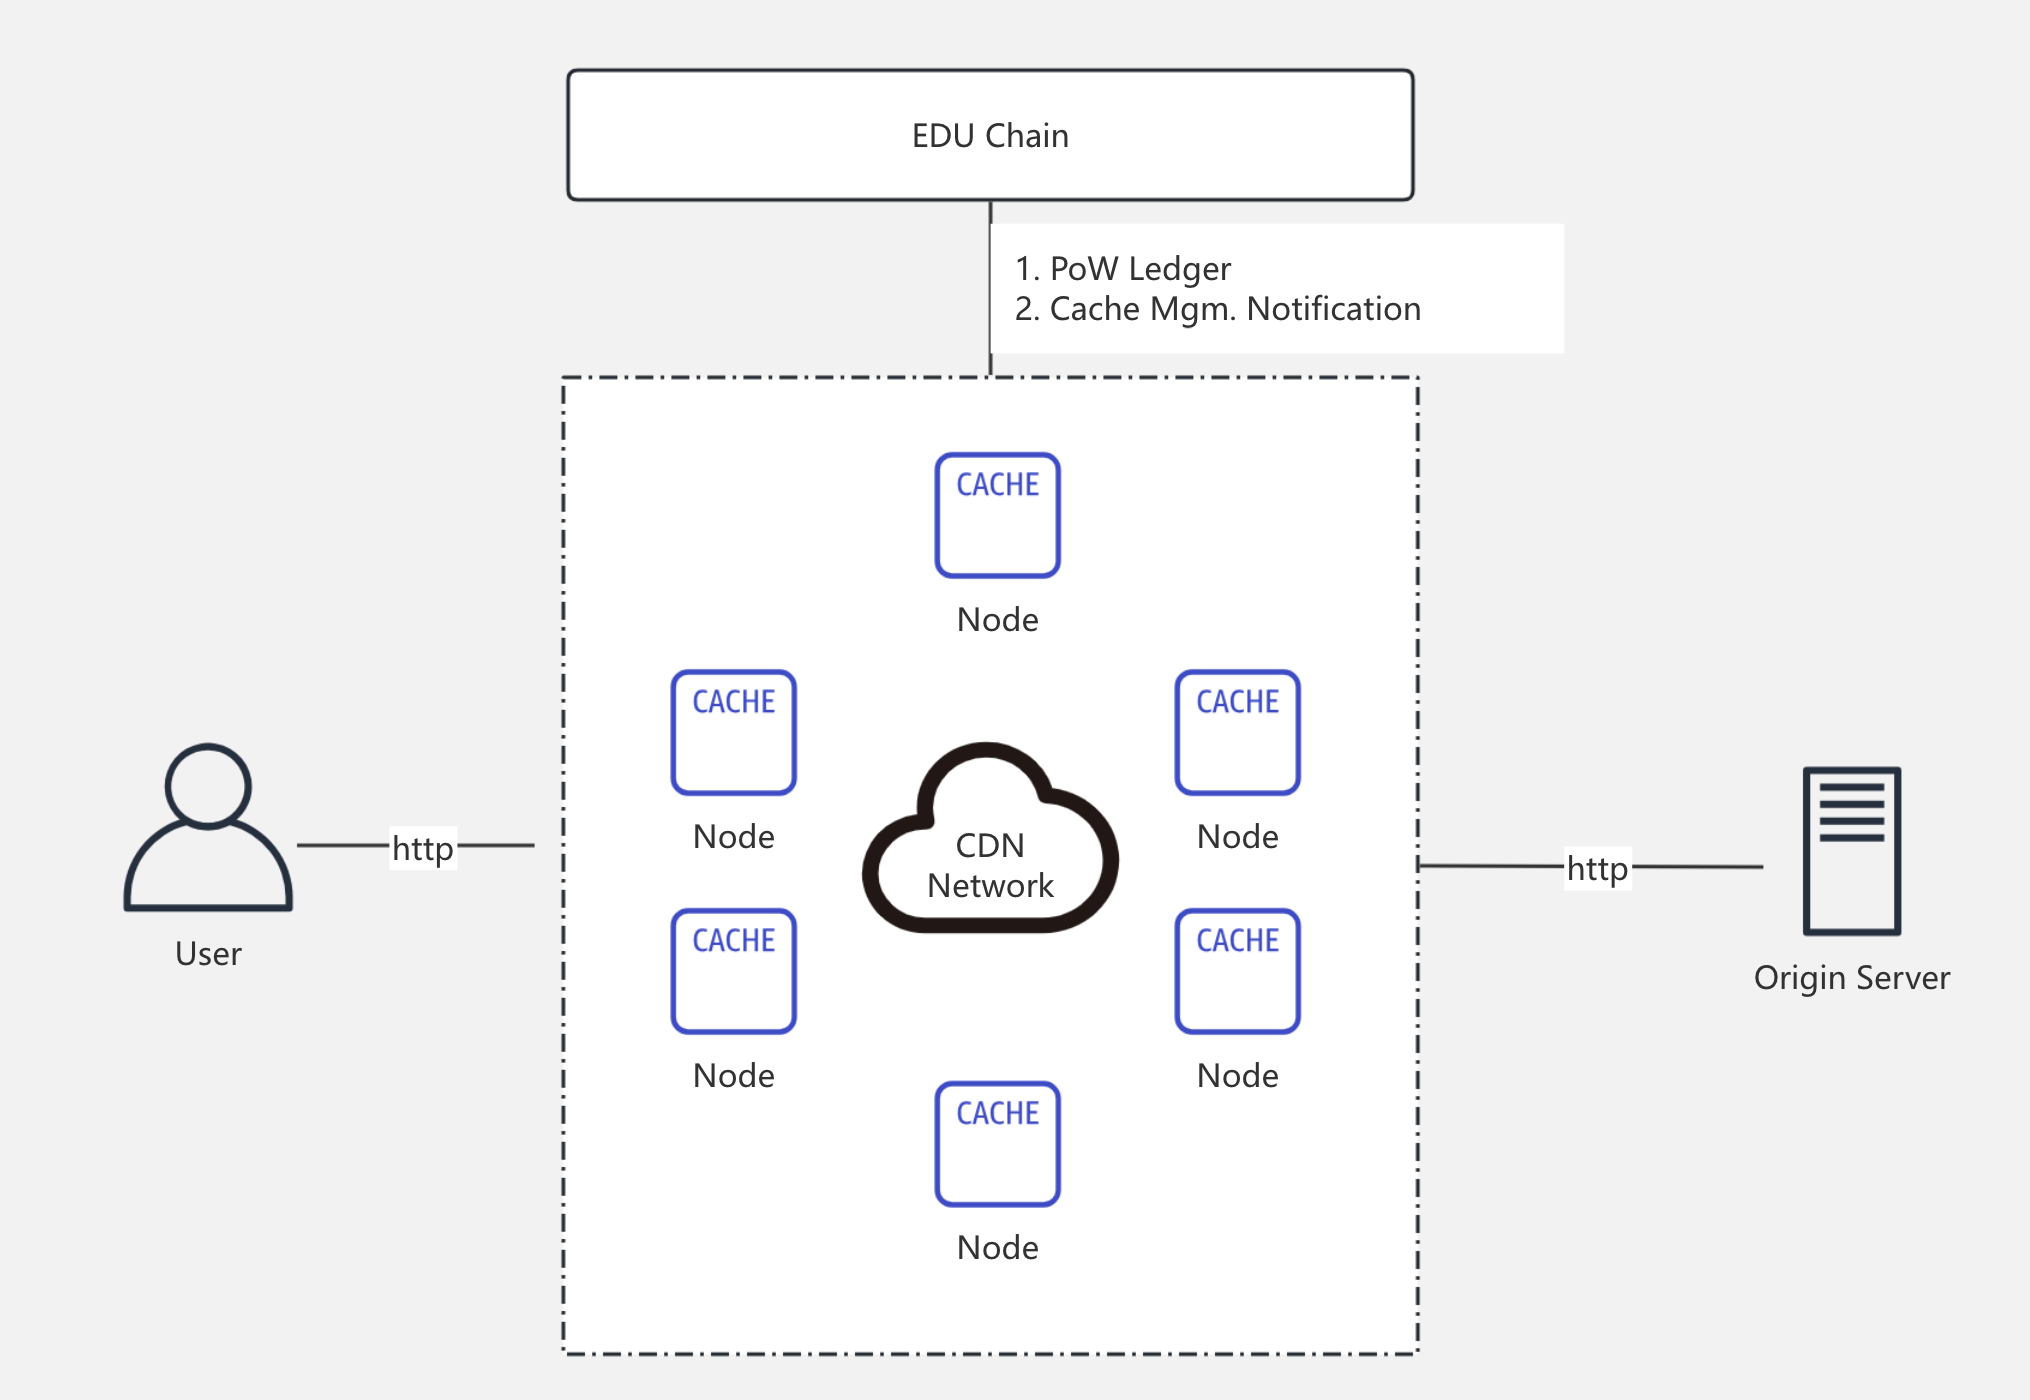 EDU Chain
1. PoW Ledger
2. Cache Mgm. Notification
CACHE
Node
CACHE
Node
CACHE
Node
CDN
Network
http
User
http
Origin Server
CACHE
Node
CACHE
Node
CACHE
Node